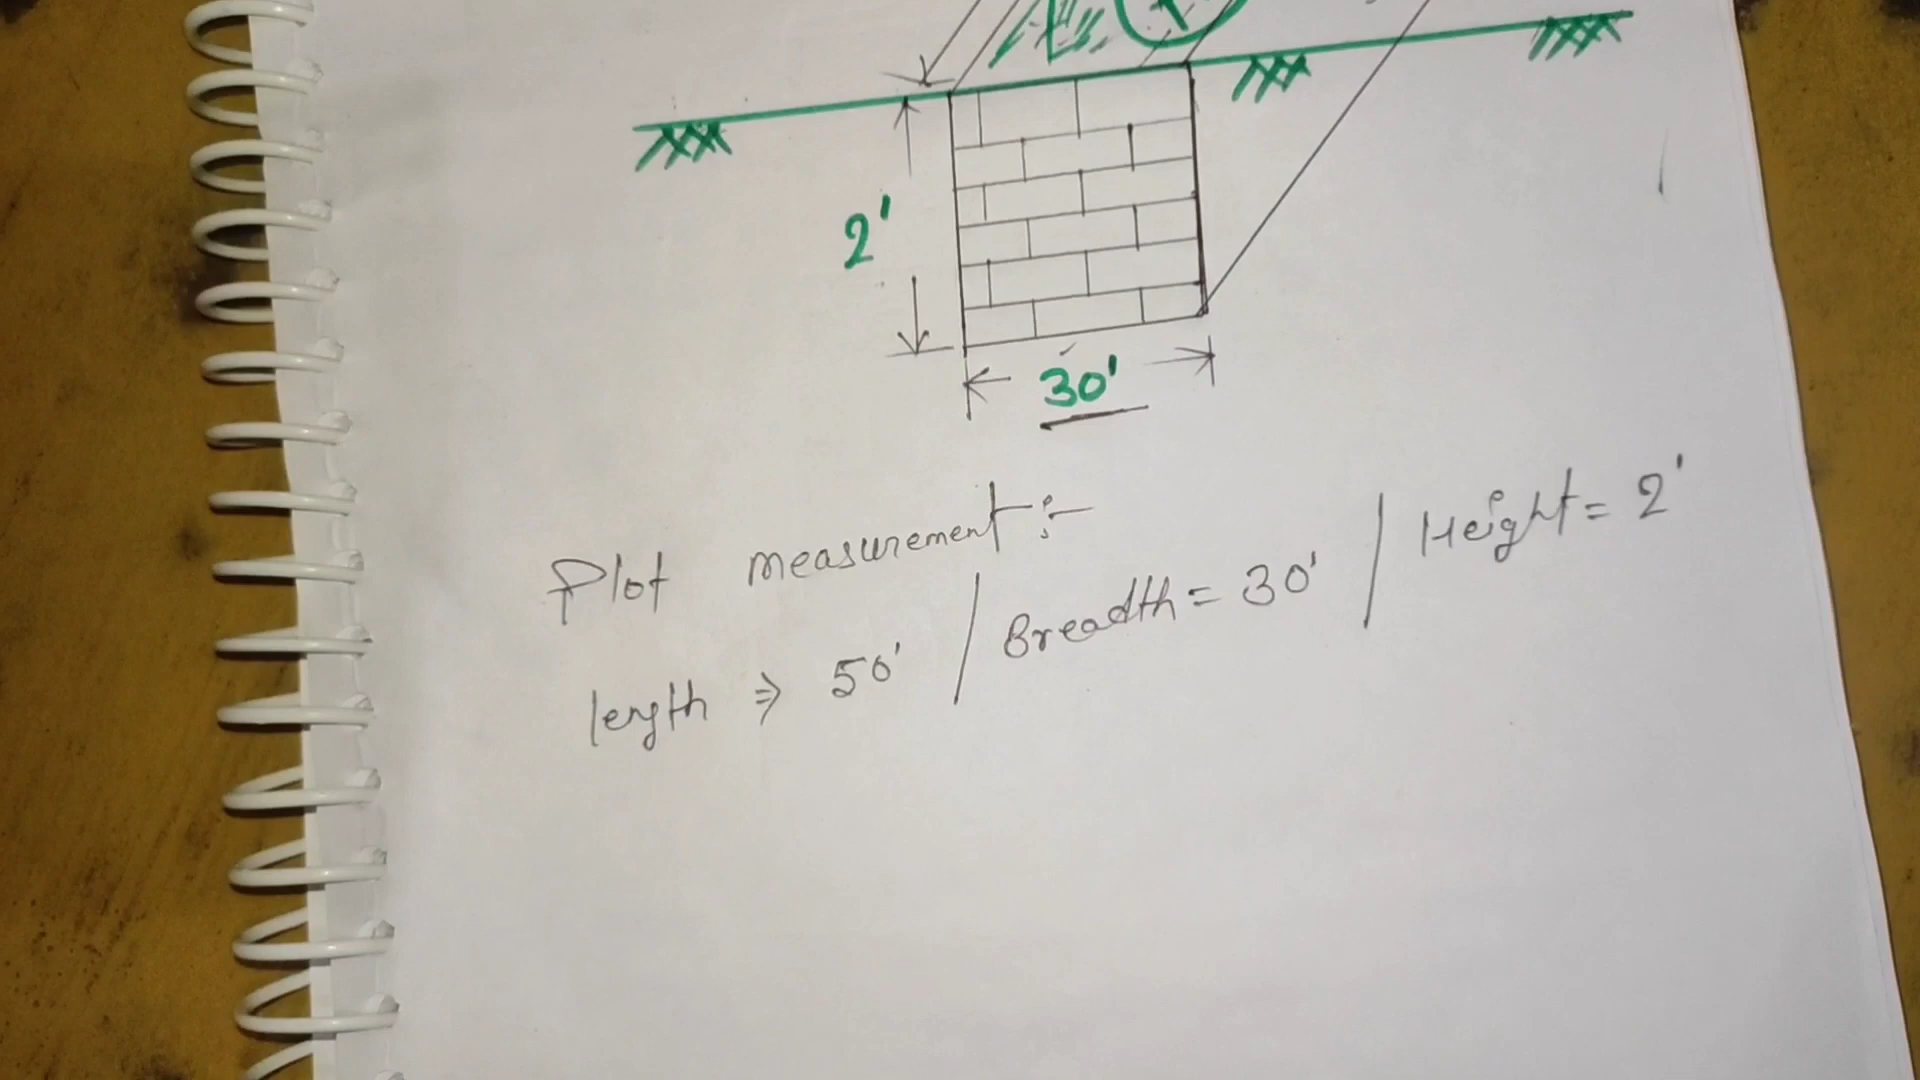 2'
30'
Plot measurement :-
length ⇒ 50' / Breadth = 30' / Height = 2'